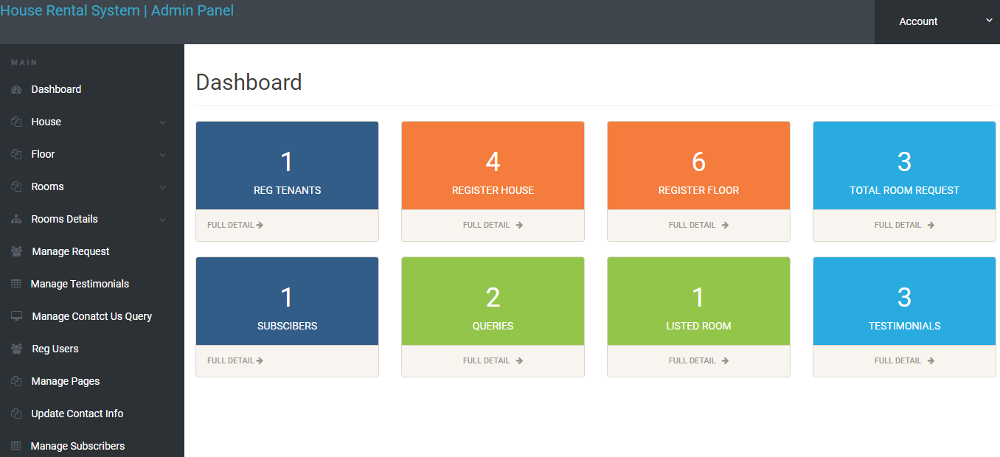 House Rental System | Admin Panel
Account
MAIN
Dashboard
House
Floor
Rooms
Rooms Details
Manage Request
Manage Testimonials
Manage Conatct Us Query
Reg Users
Manage Pages
Update Contact Info
Manage Subscribers
Dashboard
1
REG TENANTS
FULL DETAIL
4
REGISTER HOUSE
FULL DETAIL
6
REGISTER FLOOR
FULL DETAIL
3
TOTAL ROOM REQUEST
FULL DETAIL
1
SUBSCIBERS
FULL DETAIL
2
QUERIES
FULL DETAIL
1
LISTED ROOM
FULL DETAIL
3
TESTIMONIALS
FULL DETAIL